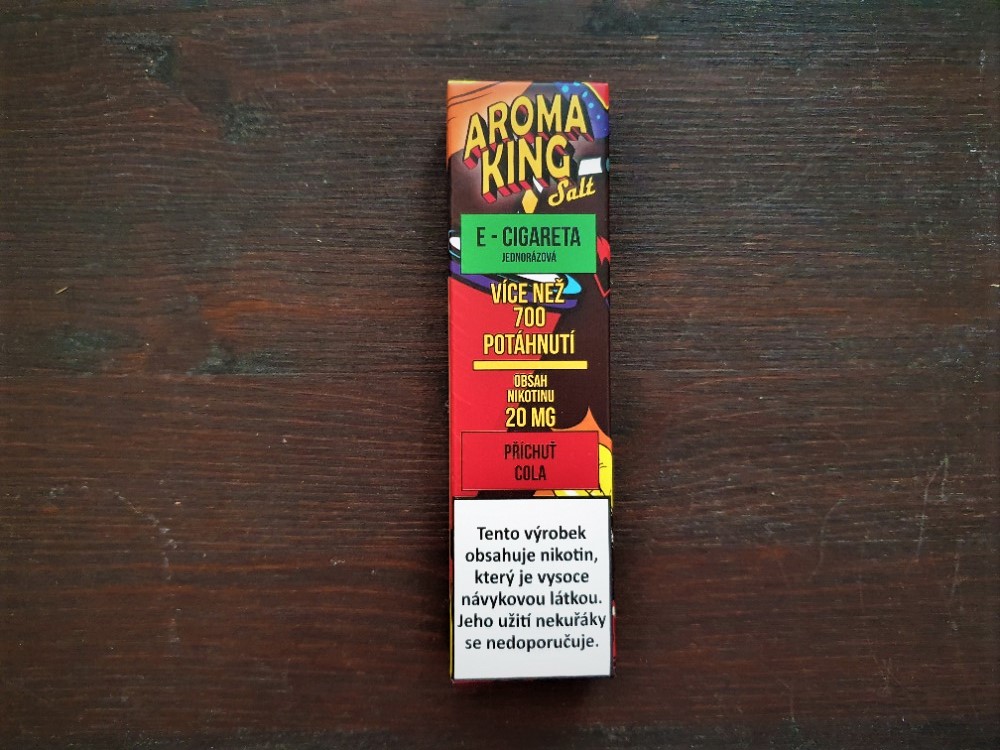 AROMA
KING
Salt
E - CIGARETA
JEDNORÁZOVÁ
VÍCE NEŽ
700
POTÁHNUTÍ
OBSAH
NIKOTINU
20 MG
PŘÍCHUŤ
COLA
Tento výrobek
obsahuje nikotin,
který je vysoce
návykovou látkou.
Jeho užití nekuřáky
se nedoporučuje.